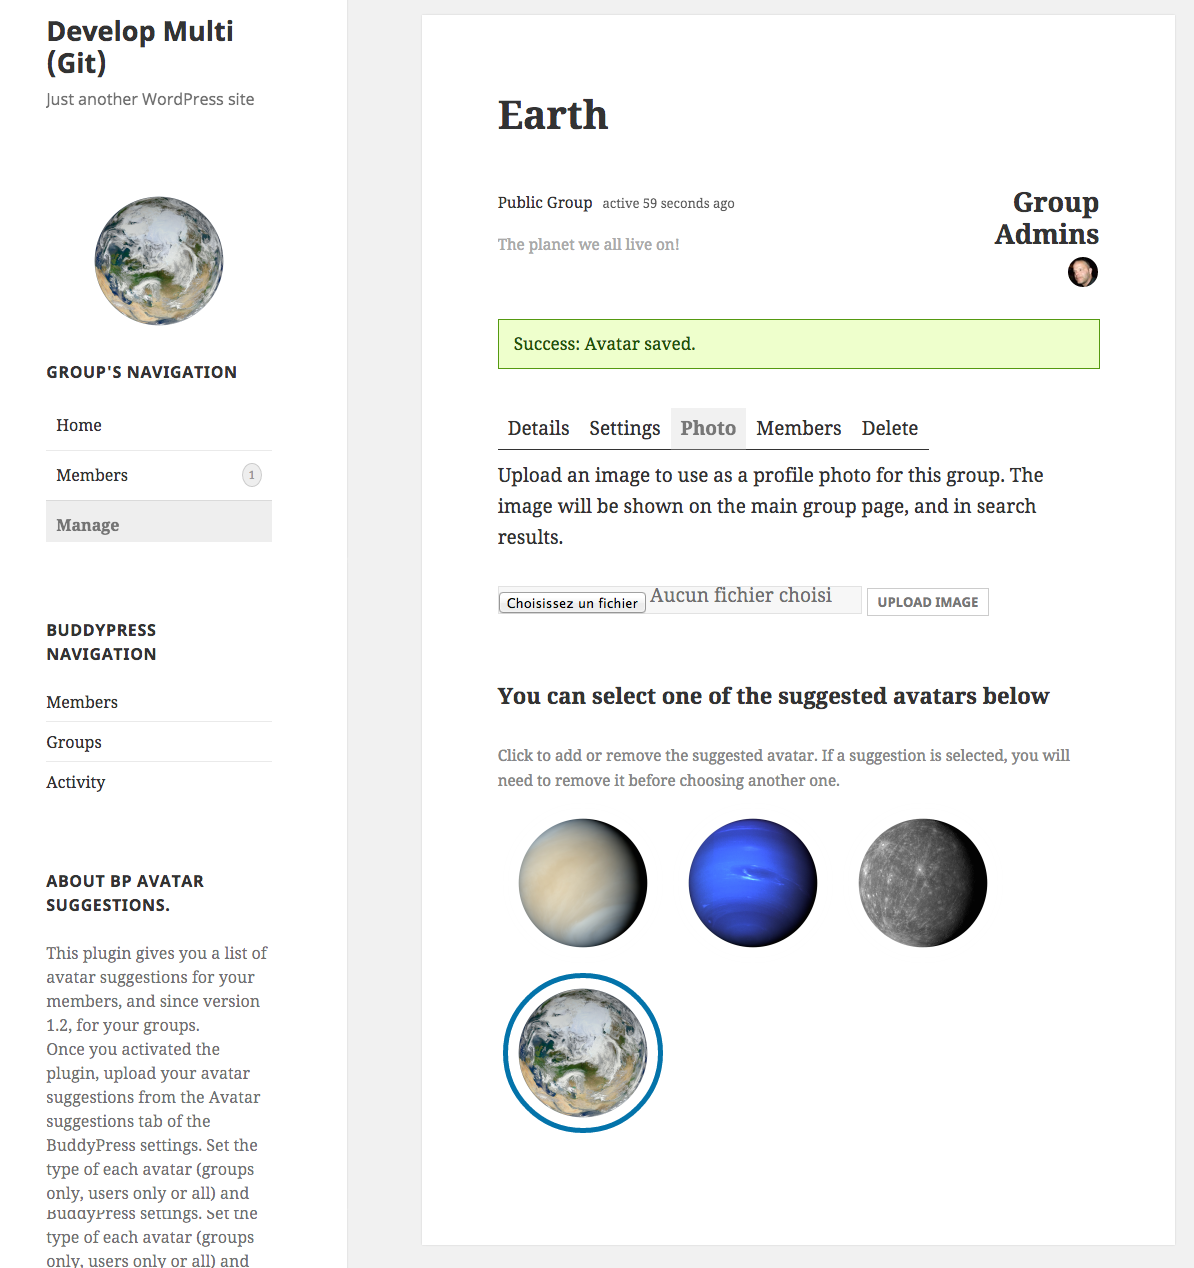 Develop Multi
(Git)
Just another WordPress site
GROUP'S NAVIGATION
Home
Members 1
Manage
BUDDYPRESS
NAVIGATION
Members
Groups
Activity
ABOUT BP AVATAR
SUGGESTIONS.
This plugin gives you a list of
avatar suggestions for your
members, and since version
1.2, for your groups.
Once you activated the
plugin, upload your avatar
suggestions from the Avatar
suggestions tab of the
BuddyPress settings. Set the
type of each avatar (groups
only, users only or all) and
BuddyPress settings. Set the
type of each avatar (groups
only, users only or all) and
Earth
Public Group active 59 seconds ago
The planet we all live on!
Group
Admins
Success: Avatar saved.
Details Settings Photo Members Delete
Upload an image to use as a profile photo for this group. The
image will be shown on the main group page, and in search
results.
Choisissez un fichier Aucun fichier choisi UPLOAD IMAGE
You can select one of the suggested avatars below
Click to add or remove the suggested avatar. If a suggestion is selected, you will
need to remove it before choosing another one.